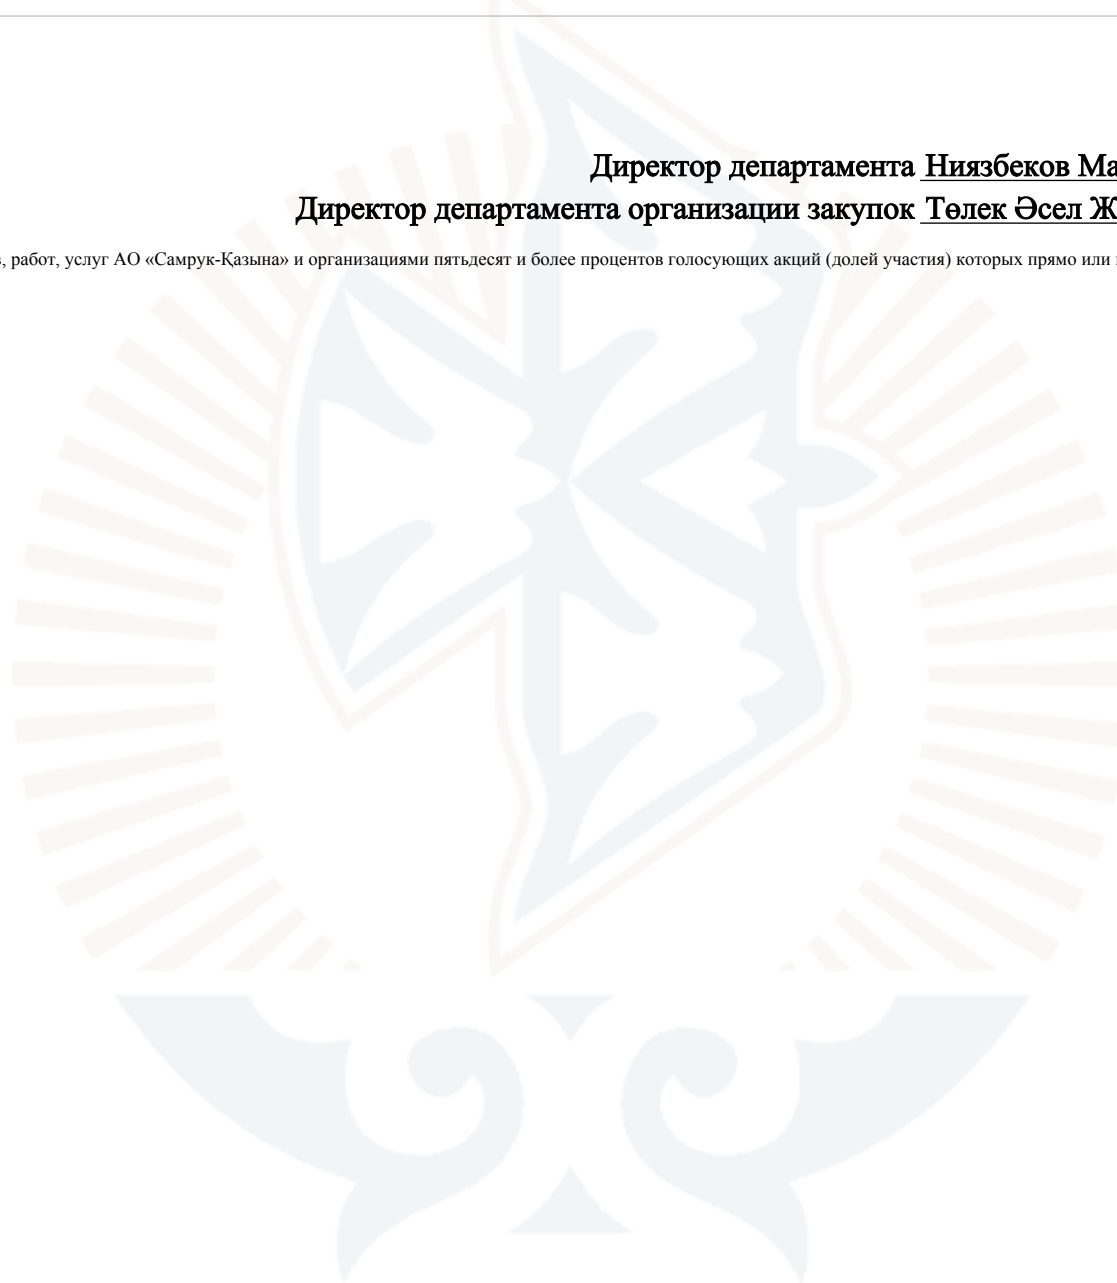 Директор департамента Ниязбеков
Директор департамента организации закупок Төлек Әсел
работ, услуг АО «Самрук-Қазына» и организациями пятьдесят и более процентов голосующих акций (долей участия) которых прямо или